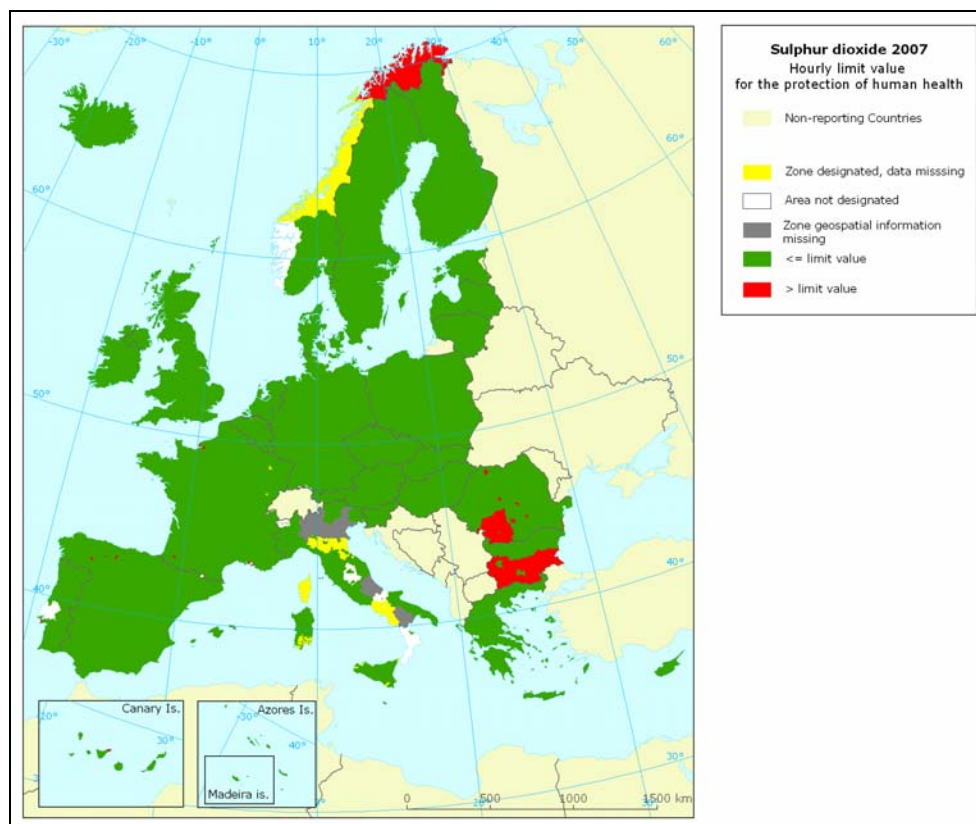 Sulphur dioxide 2007
Hourly limit value
for the protection of human health
Non-reporting Countries
Zone designated, data misssing
Area not designated
Zone geospatial information
missing
<= limit value
> limit value
-30°
-20°
-10°
0°
10°
20°
30°
40°
50°
60°
60°
60°
50°
50°
40°
40°
30°
Canary Is.
30°
Azores Is.
-30°
40°
Madeira is.
0
500
1000
1500 km